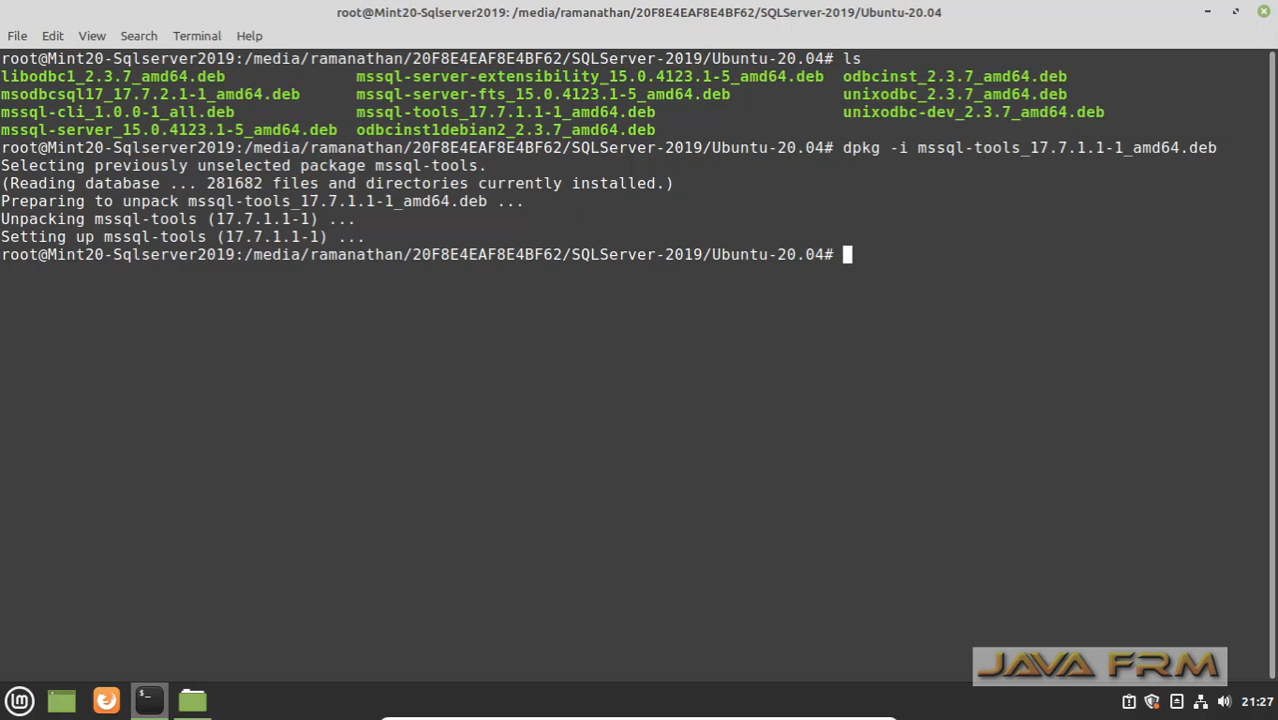 root@Mint20-Sqlserver2019: /media/ramanathan/20F8E4EAF8E4BF62/SQLServer-2019/Ubuntu-20.04
File Edit View Search Terminal Help
root@Mint20-Sqlserver2019:/media/ramanathan/20F8E4EAF8E4BF62/SQLServer-2019/Ubuntu-20.04# ls
libodbc1_2.3.7_amd64.deb mssql-server-extensibility_15.0.4123.1-5_amd64.deb odbcinst_2.3.7_amd64.deb
msodbcsql17_17.7.2.1-1_amd64.deb mssql-server-fts_15.0.4123.1-5_amd64.deb unixodbc_2.3.7_amd64.deb
mssql-cli_1.0.0-1_all.deb mssql-tools_17.7.1.1-1_amd64.deb unixodbc-dev_2.3.7_amd64.deb
mssql-server_15.0.4123.1-5_amd64.deb odbcinst1debian2_2.3.7_amd64.deb
root@Mint20-Sqlserver2019:/media/ramanathan/20F8E4EAF8E4BF62/SQLServer-2019/Ubuntu-20.04# dpkg -i mssql-tools_17.7.1.1-1_amd64.deb
Selecting previously unselected package mssql-tools.
(Reading database ... 281682 files and directories currently installed.)
Preparing to unpack mssql-tools_17.7.1.1-1_amd64.deb ...
Unpacking mssql-tools (17.7.1.1-1) ...
Setting up mssql-tools (17.7.1.1-1) ...
root@Mint20-Sqlserver2019:/media/ramanathan/20F8E4EAF8E4BF62/SQLServer-2019/Ubuntu-20.04#
JAVA FRM
21:27